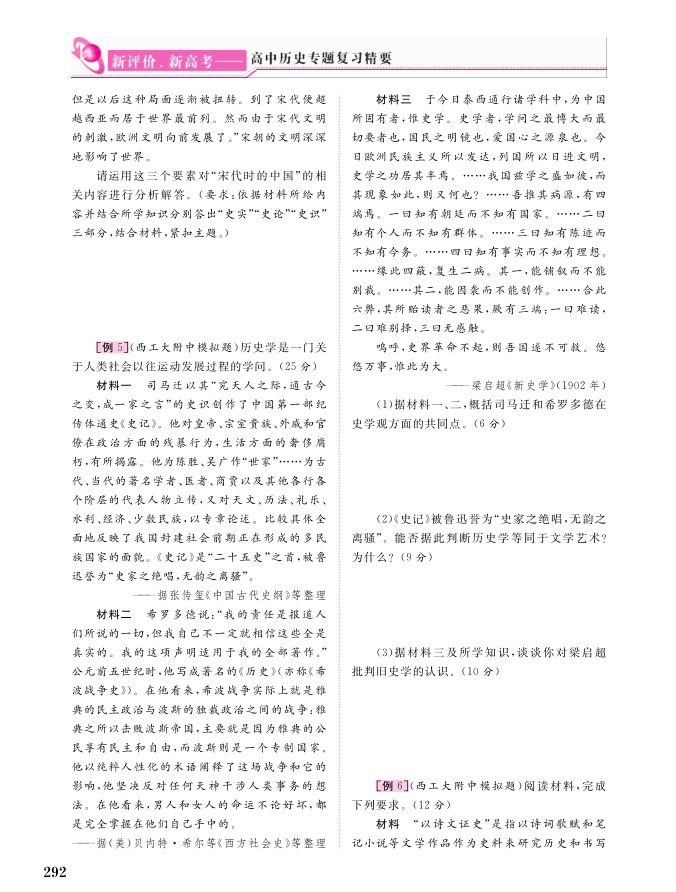 新评价、新高考——高中历史专题复习精要
但是以后这种局面逐渐被扭转。到了宋代便超
越西亚而居于世界最前列。然而由于宋代文明
的刺激,欧洲文明向前发展了。”宋朝的文明深深
地影响了世界。
请运用这三个要素对“宋代时的中国”的相
关内容进行分析解答。(要求:依据材料所给内
容并结合所学知识分别答出“史实”“史论”“史识”
三部分,结合材料,紧扣主题。)
[例 5](西工大附中模拟题)历史学是一门关
于人类社会以往运动发展过程的学问。(25 分)
材料一 司马迁以其“究天人之际,通古今
之变,成一家之言”的史识创作了中国第一部纪
传体通史《史记》。他对皇帝、宗室贵族、外戚和官
僚在政治方面的残暴行为,生活方面的奢侈腐
朽,有所揭露。他为陈胜、吴广作“世家”……为古
代、当代的著名学者、医者、商贾以及其他各行各
个阶层的代表人物立传,又对天文、历法、礼乐、
水利、经济、少数民族,以专章论述。比较具体全
面地反映了我国封建社会前期正在形成的多民
族国家的面貌。《史记》是“二十五史”之首,被鲁
迅誉为“史家之绝唱,无韵之离骚”。
——据张传玺《中国古代史纲》等整理
材料二 希罗多德说:“我的责任是报道人
们所说的一切,但我自己不一定就相信这些全是
真实的。我的这项声明适用于我的全部著作。”
公元前五世纪时,他写成著名的《历史》(亦称《希
波战争史》)。在他看来,希波战争实际上就是雅
典的民主政治与波斯的独裁政治之间的战争;雅
典之所以击败波斯帝国,主要就是因为雅典的公
民享有民主和自由,而波斯则是一个专制国家。
他以纯粹人性化的术语阐释了这场战争和它的
影响,他坚决反对任何天神干涉人类事务的想
法。在他看来,男人和女人的命运不论好坏,都
是完全掌握在他们自己手中的。
——据(美)贝内特·希尔等《西方社会史》等整理
材料三 于今日泰西通行诸学科中,为中国
所固有者,惟史学。史学者,学问之最博大而最
切要者也,国民之明镜也,爱国心之源泉也。今
日欧洲民族主义所以发达,列国所以日进文明,
史学之功居其半焉。……我国兹学之盛如彼,而
其现象如此,则又何也?……吾推其病源,有四
端焉。一曰知有朝廷而不知有国家。……二曰
知有个人而不知有群体。……三曰知有陈迹而
不知有今务。……四曰知有事实而不知有理想。
……缘此四蔽,复生二病。其一,能铺叙而不能
别裁。……其二,能因袭而不能创作。……合此
六弊,其所贻读者之恶果,厥有三端:一曰难读,
二曰难别择,三曰无感触。
呜呼,史界革命不起,则吾国遂不可救。悠
悠万事,惟此为大。
——梁启超《新史学》(1902 年)
(1)据材料一、二,概括司马迁和希罗多德在
史学观方面的共同点。(6 分)
(2)《史记》被鲁迅誉为“史家之绝唱,无韵之
离骚”。能否据此判断历史学等同于文学艺术?
为什么?(9 分)
(3)据材料三及所学知识,谈谈你对梁启超
批判旧史学的认识。(10 分)
[例 6](西工大附中模拟题)阅读材料,完成
下列要求。(12 分)
材料 “以诗文证史”是指以诗词歌赋和笔
记小说等文学作品作为史料来研究历史和书写
292